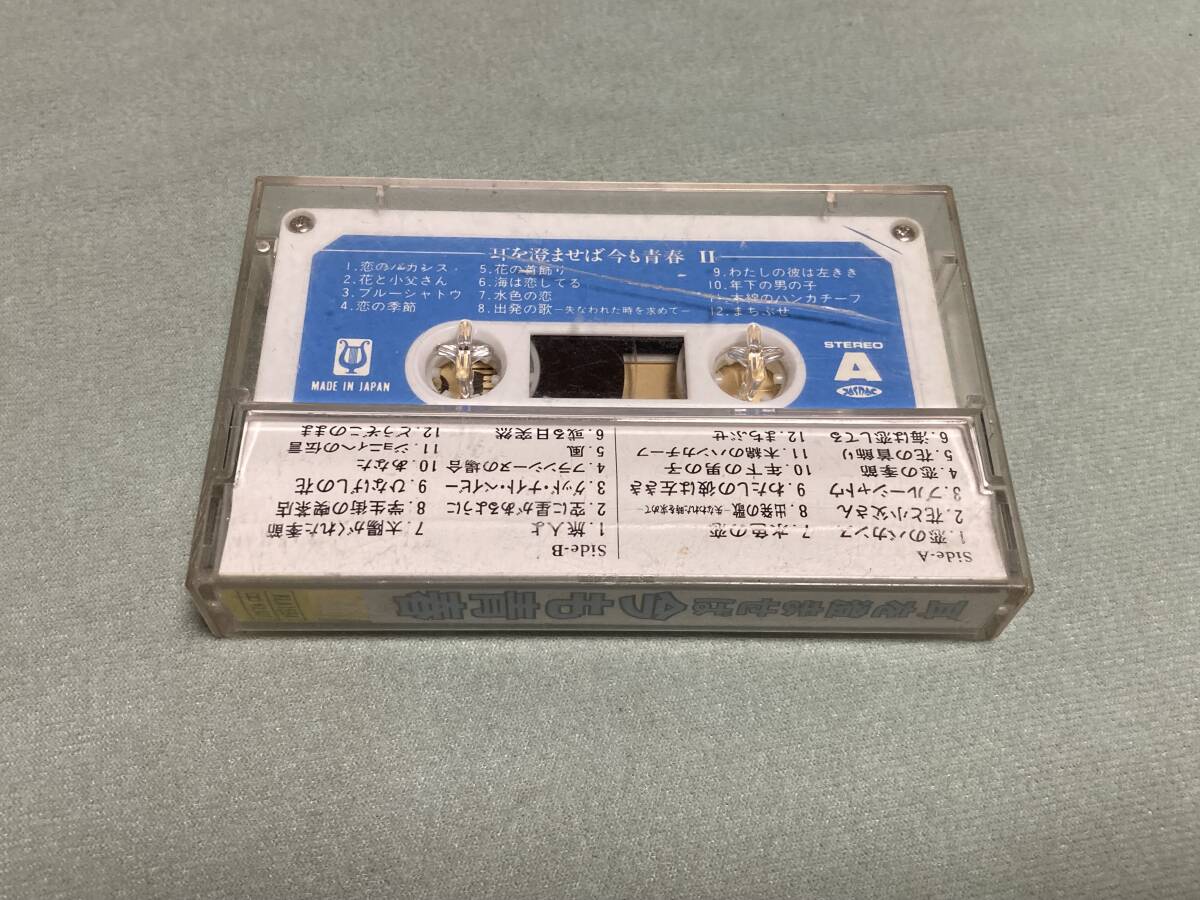 耳を澄ませば今も青春 II
1.恋のバカンス
2.花と小父さん
3.ブルーシャトウ
4.恋の季節
5.花の首飾り
6.海は恋してる
7.水色の恋
8.出発の歌－失なわれた時を求めて－
9.わたしの彼は左きき
10.年下の男の子
11.木綿のハンカチーフ
12.まちぶせ
MADE IN JAPAN
STEREO
A
JASRAC
耳を澄ませば今も青春
Side-A
1.恋のバカンス
2.花と小父さん
3.ブルーシャトウ
4.恋の季節
5.花の首飾り
6.海は恋してる
7.水色の恋
8.出発の歌－失なわれた時を求めて－
9.わたしの彼は左きき
10.年下の男の子
11.木綿のハンカチーフ
12.まちぶせ
Side-B
1.旅人よ
2.空に星があるように
3.グッド・ナイト・ベイビー
4.フランシーヌの場合
5.風
6.或る日突然
7.太陽がくれた季節
8.学生街の喫茶店
9.ひなげしの花
10.あなた
11.ジョニィへの伝言
12.どうぞこのまま